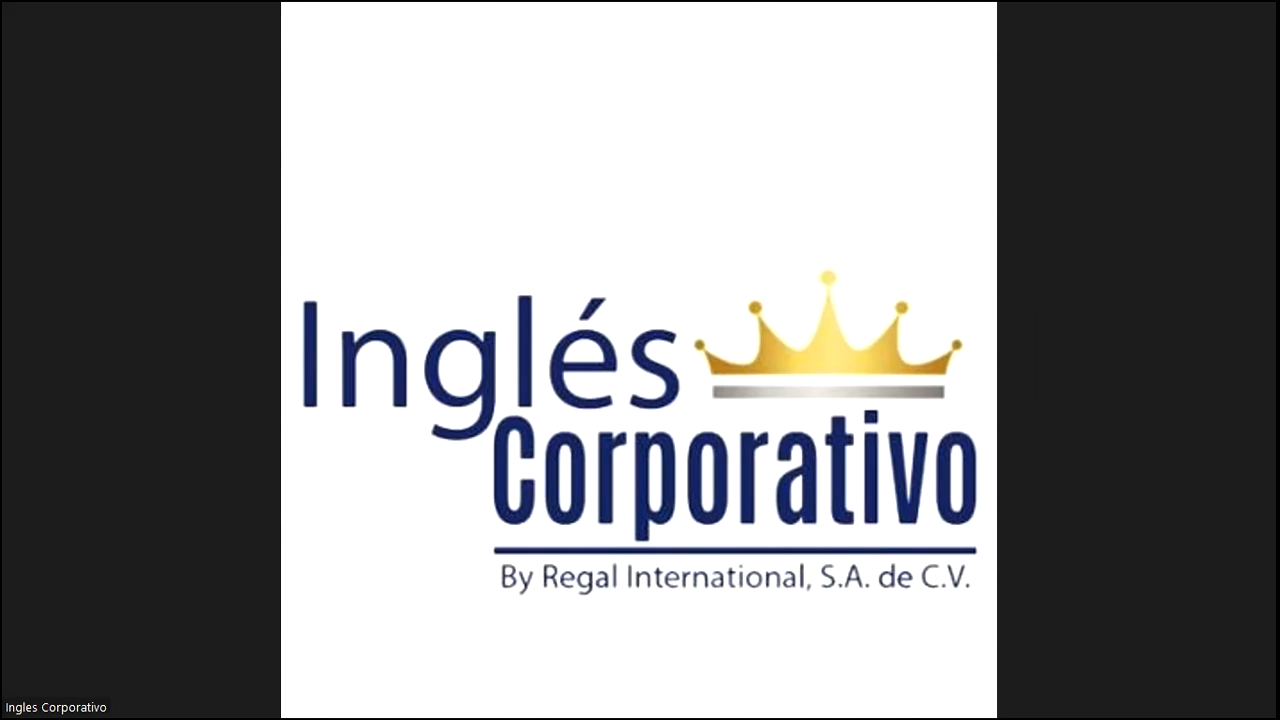 Inglés
Corporativo
By Regal International, S.A. de C.V.
Ingles Corporativo